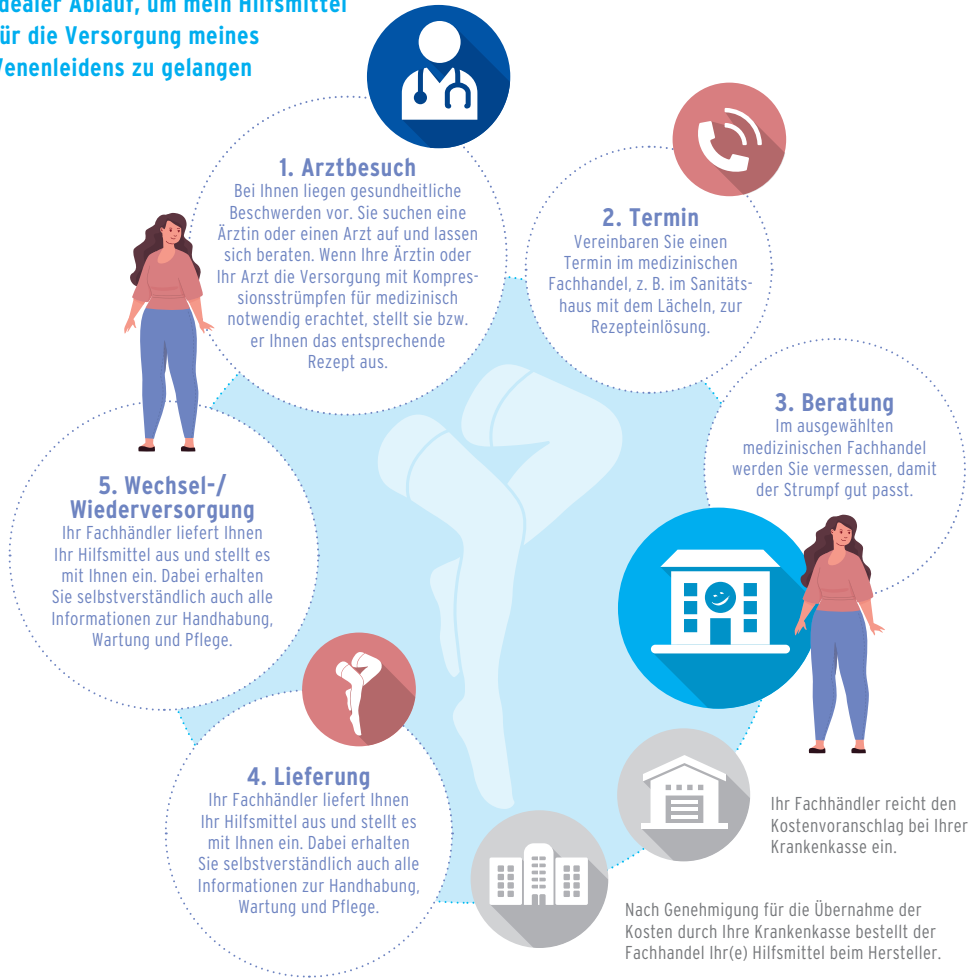 dealer Ablauf, um mein Hilfsmittel
ür die Versorgung meines
Venenleidens zu gelangen
1. Arztbesuch
Bei Ihnen liegen gesundheitliche
Beschwerden vor. Sie suchen eine
Ärztin oder einen Arzt auf und lassen
sich beraten. Wenn Ihre Ärztin oder
Ihr Arzt die Versorgung mit Kompres-
sionsstrümpfen für medizinisch
notwendig erachtet, stellt sie bzw.
er Ihnen das entsprechende
Rezept aus.
2. Termin
Vereinbaren Sie einen
Termin im medizinischen
Fachhandel, z. B. im Sanitäts-
haus mit dem Lächeln, zur
Rezepteinlösung.
3. Beratung
Im ausgewählten
medizinischen Fachhandel
werden Sie vermessen, damit
der Strumpf gut passt.
Ihr Fachhändler reicht den
Kostenvoranschlag bei Ihrer
Krankenkasse ein.
Nach Genehmigung für die Übernahme der
Kosten durch Ihre Krankenkasse bestellt der
Fachhandel Ihr(e) Hilfsmittel beim Hersteller.
4. Lieferung
Ihr Fachhändler liefert Ihnen
Ihr Hilfsmittel aus und stellt es
mit Ihnen ein. Dabei erhalten
Sie selbstverständlich auch alle
Informationen zur Handhabung,
Wartung und Pflege.
5. Wechsel-/
Wiederversorgung
Ihr Fachhändler liefert Ihnen
Ihr Hilfsmittel aus und stellt es
mit Ihnen ein. Dabei erhalten
Sie selbstverständlich auch alle
Informationen zur Handhabung,
Wartung und Pflege.